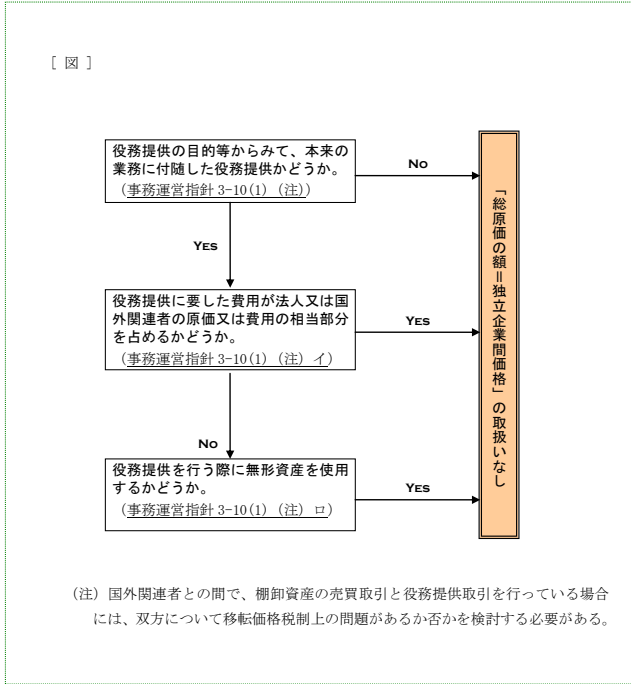 [ 図 ]
役務提供の目的等からみて、本来の
業務に付随した役務提供かどうか。
(事務運営指針 3-10(1) (注))
NO
YES
役務提供に要した費用が法人又は国
外関連者の原価又は費用の相当部分
を占めるかどうか。
(事務運営指針 3-10(1) (注) イ)
YES
NO
役務提供を行う際に無形資産を使用
するかどうか。
(事務運営指針 3-10(1) (注) ロ)
YES
「総原価の額=独立企業間価格」の取扱いなし
(注) 国外関連者との間で、棚卸資産の売買取引と役務提供取引を行っている場合
には、双方について移転価格税制上の問題があるか否かを検討する必要がある。